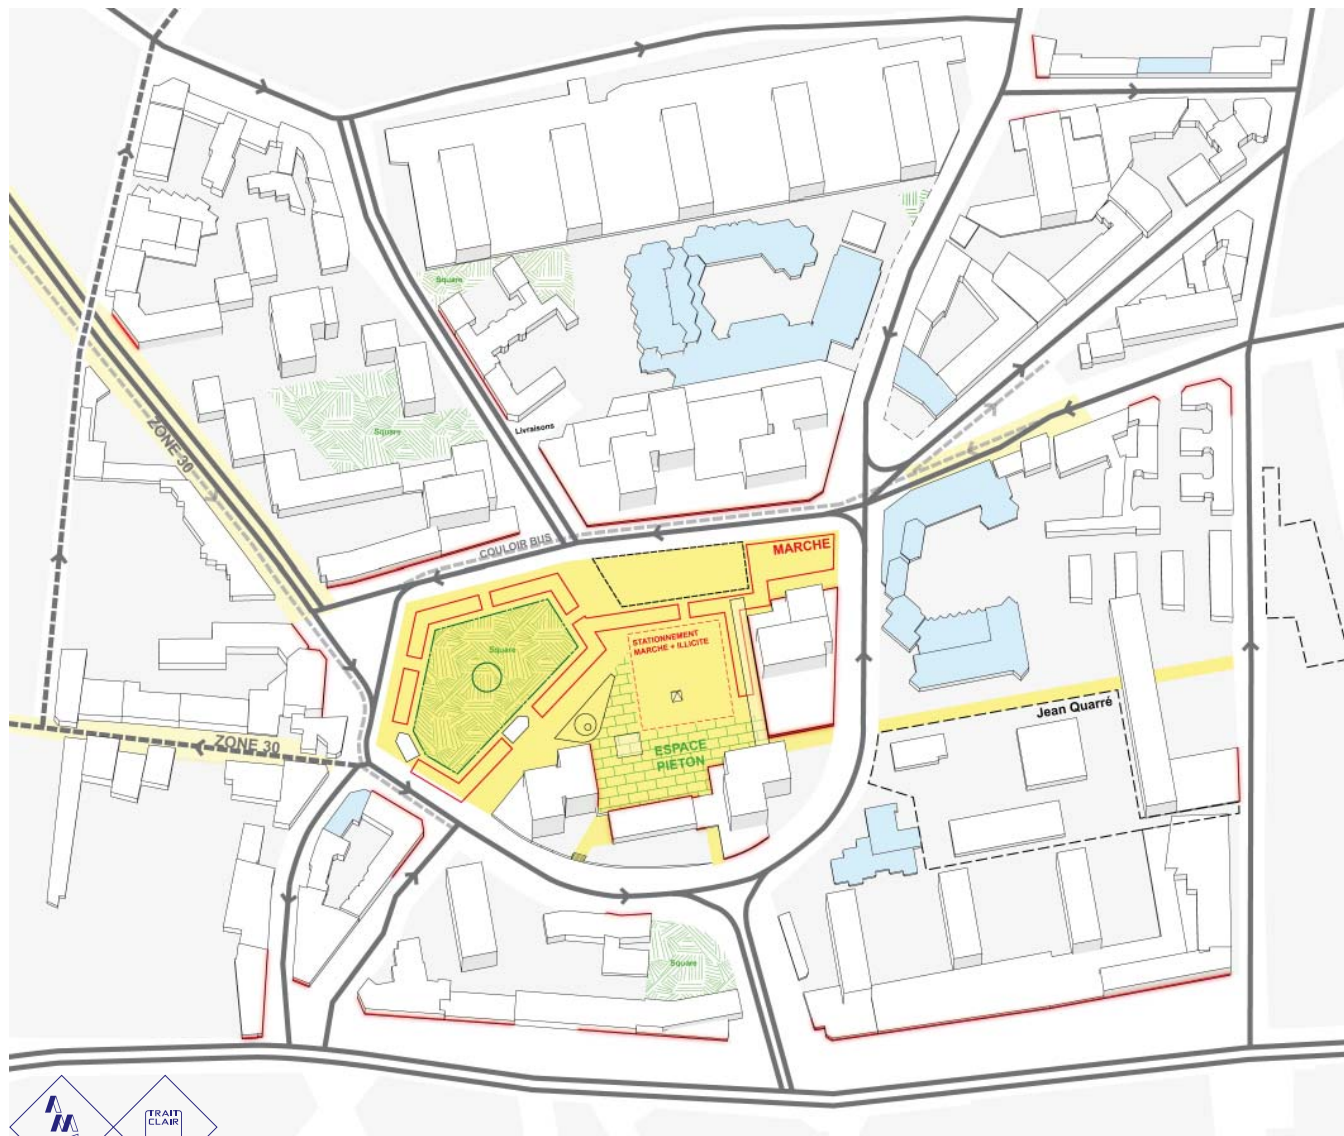 Square
Livraisons
Square
ZONE 30
COULOIR BUS
MARCHE
STATIONNEMENT
MARCHE + ILLICITE
Square
Jean Quarré
ZONE 30
ESPACE
PIETON
Square
AM
TRAIT
CLAIR